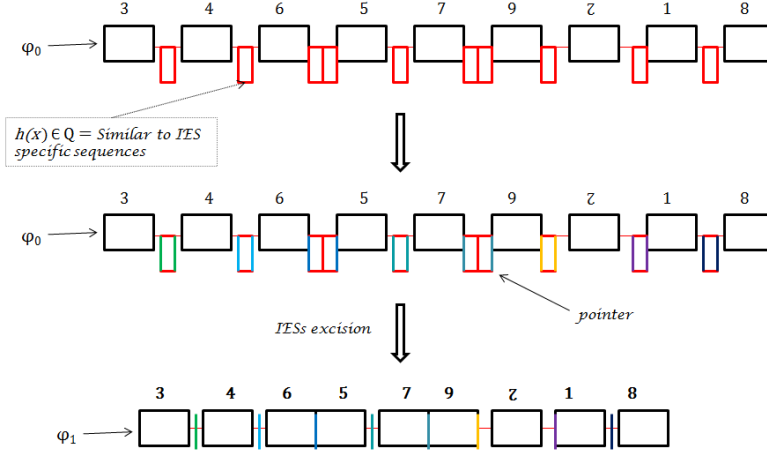 3 4 6 5 7 9 2 1 8
φ₀
h(x) ∈ Q = Similar to IES
specific sequences
3 4 6 5 7 9 2 1 8
φ₀
IESs excision
pointer
3 4 6 5 7 9 2 1 8
φ₁